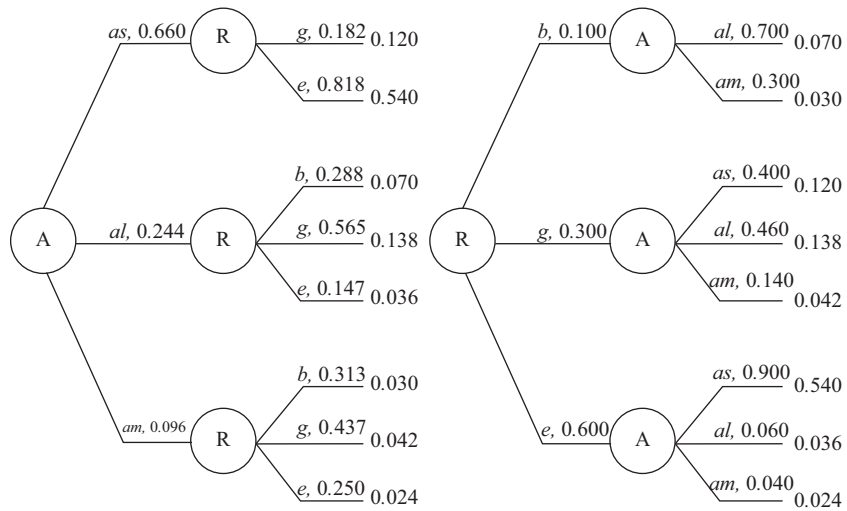 as, 0.660 R g, 0.182 0.120
e, 0.818 0.540
b, 0.288 0.070
A al, 0.244 R g, 0.565 0.138
e, 0.147 0.036
b, 0.313 0.030
am, 0.096 R g, 0.437 0.042
e, 0.250 0.024
b, 0.100 A al, 0.700 0.070
am, 0.300 0.030
as, 0.400 0.120
R g, 0.300 A al, 0.460 0.138
am, 0.140 0.042
as, 0.900 0.540
e, 0.600 A al, 0.060 0.036
am, 0.040 0.024